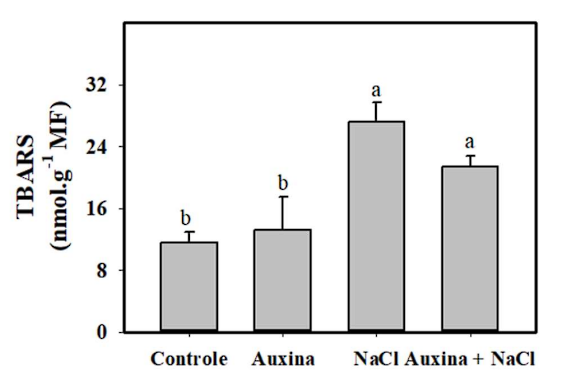 TBARS
(nmol.g⁻¹ MF)
32
24
16
8
0
b
b
a
a
Controle Auxina NaCl Auxina + NaCl